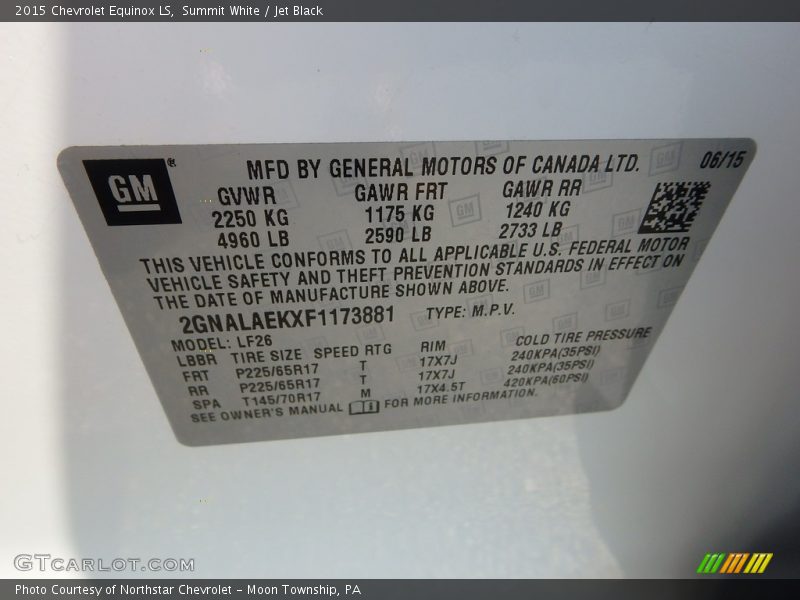 2015 Chevrolet Equinox LS, Summit White / Jet Black
GM®
MFD BY GENERAL MOTORS OF CANADA LTD. 06/15
GVWR GAWR FRT GAWR RR
2250 KG 1175 KG 1240 KG
4960 LB 2590 LB 2733 LB
THIS VEHICLE CONFORMS TO ALL APPLICABLE U.S. FEDERAL MOTOR
VEHICLE SAFETY AND THEFT PREVENTION STANDARDS IN EFFECT ON
THE DATE OF MANUFACTURE SHOWN ABOVE.
2GNALAEKXF1173881 TYPE: M.P.V.
MODEL: LF26
LBBR TIRE SIZE SPEED RTG RIM COLD TIRE PRESSURE
FRT P225/65R17 T 17X7J 240KPA(35PSI)
RR P225/65R17 T 17X7J 240KPA(35PSI)
SPA T145/70R17 M 17X4.5T 420KPA(60PSI)
SEE OWNER'S MANUAL FOR MORE INFORMATION.
GTCARLOT.COM
Photo Courtesy of Northstar Chevrolet - Moon Township, PA